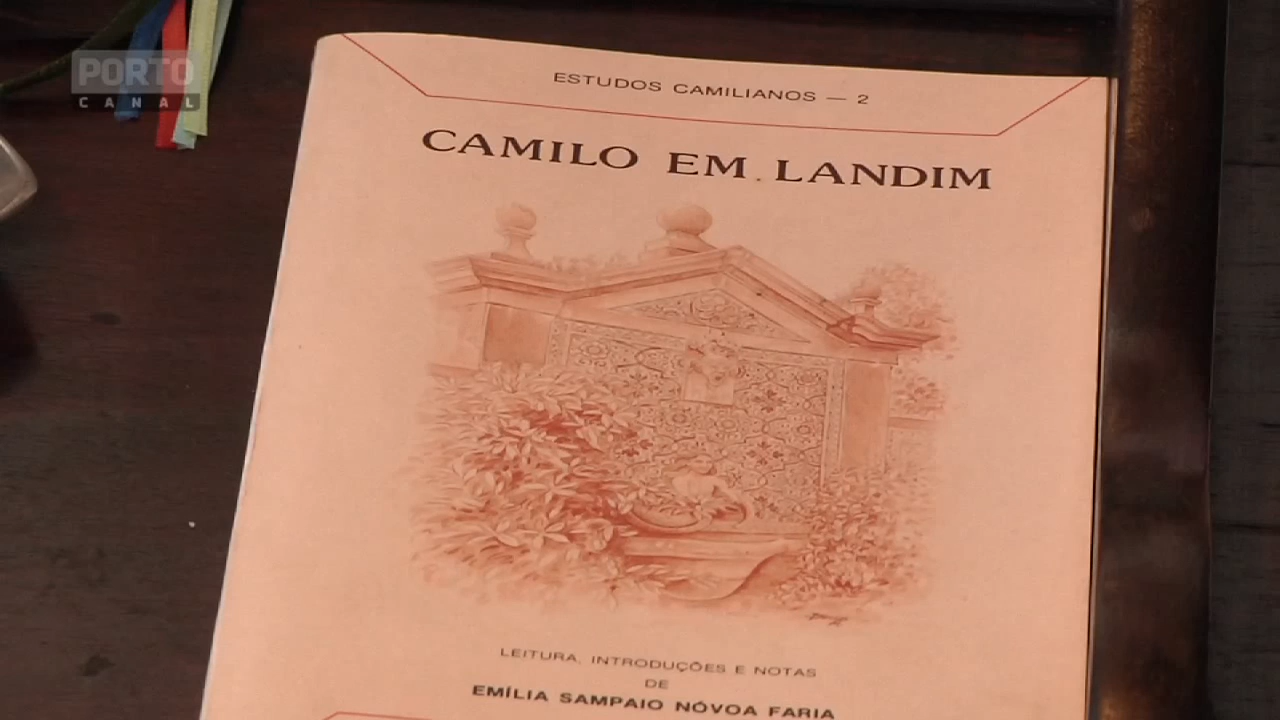 PORTO
CANAL
ESTUDOS CAMILIANOS — 2
CAMILO EM LANDIM
LEITURA, INTRODUÇÕES E NOTAS
DE
EMÍLIA SAMPAIO NÓVOA FARIA